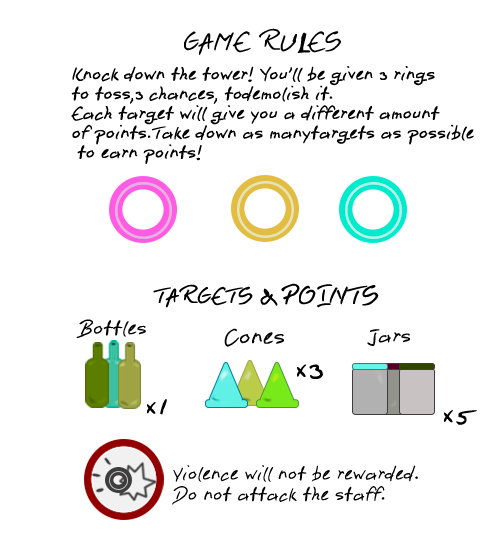 GAME RULES
Knock down the tower! You'll be given 3 rings
to toss,3 chances, todemolish it.
Each target will give you a different amount
of points.Take down as manytargets as possible
to earn points!
TARGETS & POINTS
Bottles
x1
Cones
x3
Jars
x5
Violence will not be rewarded.
Do not attack the staff.